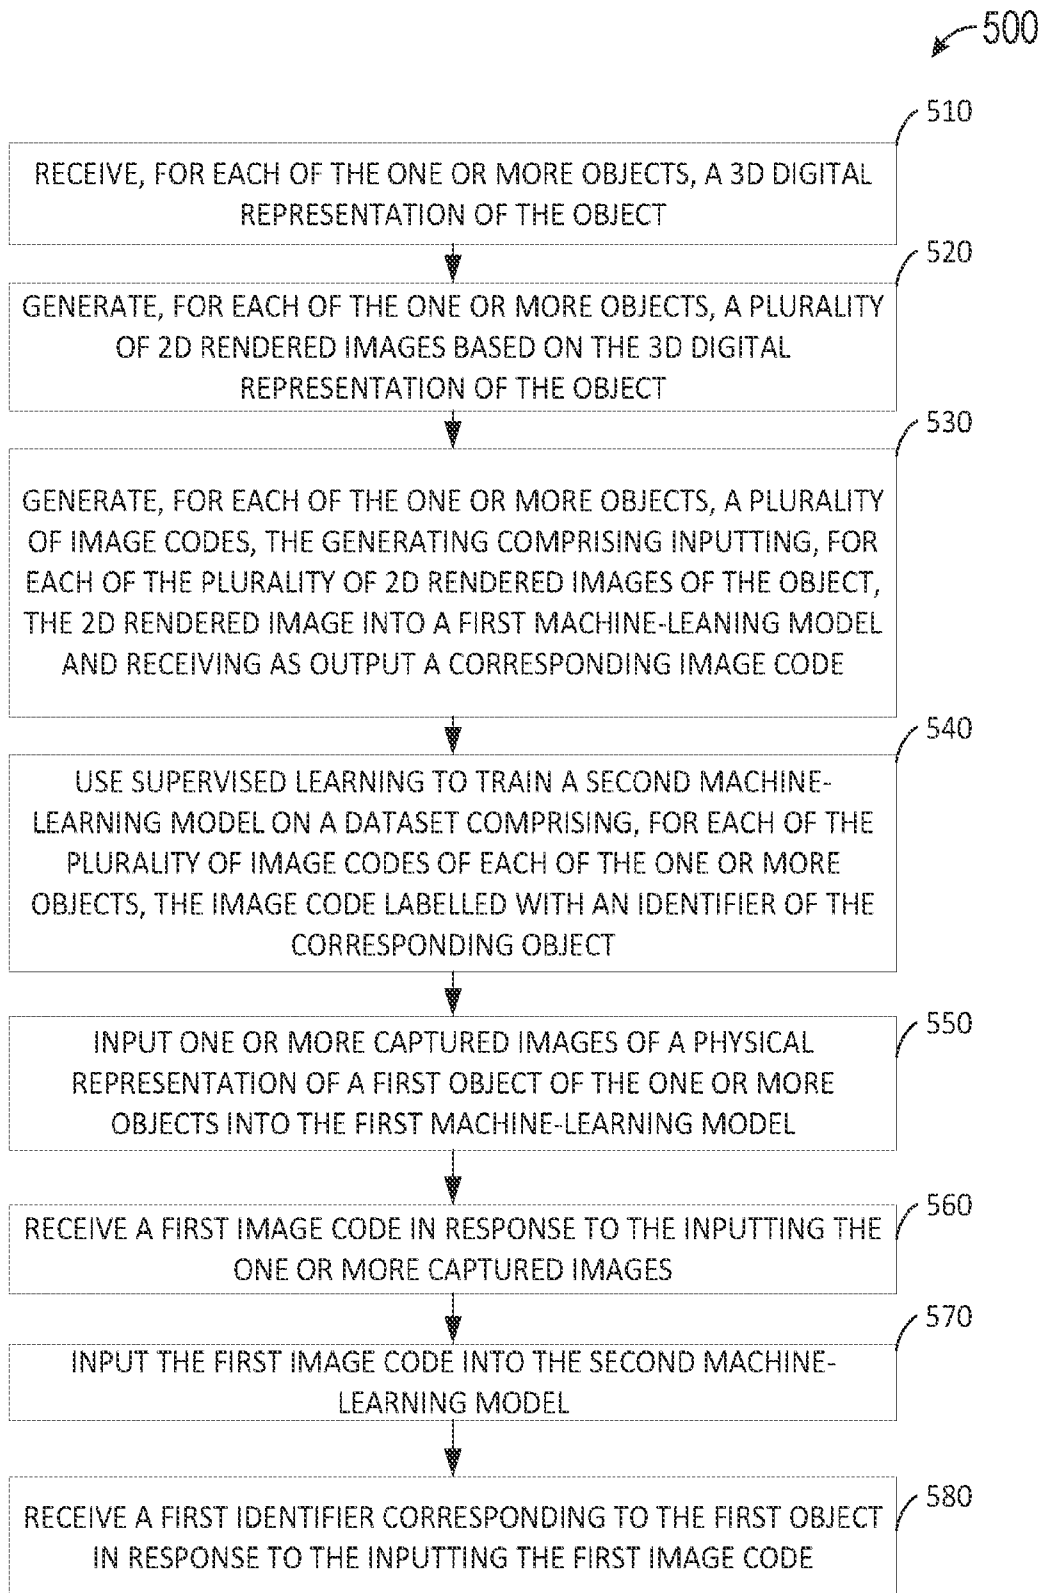 500
510
RECEIVE, FOR EACH OF THE ONE OR MORE OBJECTS, A 3D DIGITAL
REPRESENTATION OF THE OBJECT
520
GENERATE, FOR EACH OF THE ONE OR MORE OBJECTS, A PLURALITY
OF 2D RENDERED IMAGES BASED ON THE 3D DIGITAL
REPRESENTATION OF THE OBJECT
530
GENERATE, FOR EACH OF THE ONE OR MORE OBJECTS, A PLURALITY
OF IMAGE CODES, THE GENERATING COMPRISING INPUTTING, FOR
EACH OF THE PLURALITY OF 2D RENDERED IMAGES OF THE OBJECT,
THE 2D RENDERED IMAGE INTO A FIRST MACHINE-LEANING MODEL
AND RECEIVING AS OUTPUT A CORRESPONDING IMAGE CODE
540
USE SUPERVISED LEARNING TO TRAIN A SECOND MACHINE-
LEARNING MODEL ON A DATASET COMPRISING, FOR EACH OF THE
PLURALITY OF IMAGE CODES OF EACH OF THE ONE OR MORE
OBJECTS, THE IMAGE CODE LABELLED WITH AN IDENTIFIER OF THE
CORRESPONDING OBJECT
550
INPUT ONE OR MORE CAPTURED IMAGES OF A PHYSICAL
REPRESENTATION OF A FIRST OBJECT OF THE ONE OR MORE
OBJECTS INTO THE FIRST MACHINE-LEARNING MODEL
560
RECEIVE A FIRST IMAGE CODE IN RESPONSE TO THE INPUTTING THE
ONE OR MORE CAPTURED IMAGES
570
INPUT THE FIRST IMAGE CODE INTO THE SECOND MACHINE-
LEARNING MODEL
580
RECEIVE A FIRST IDENTIFIER CORRESPONDING TO THE FIRST OBJECT
IN RESPONSE TO THE INPUTTING THE FIRST IMAGE CODE